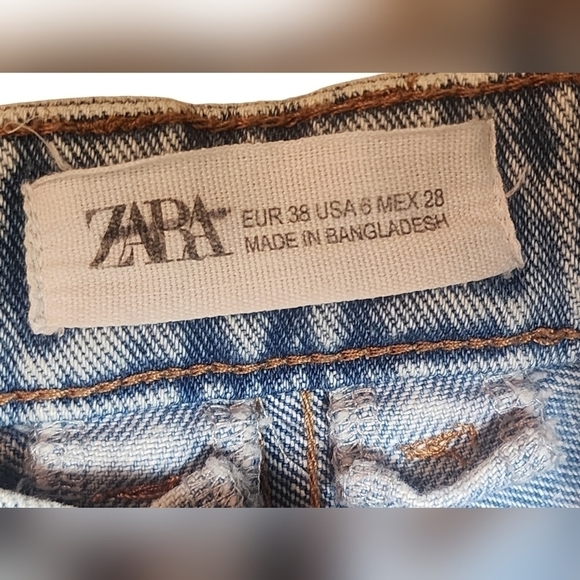 ZARA
EUR 38 USA 6 MEX 28
MADE IN BANGLADESH